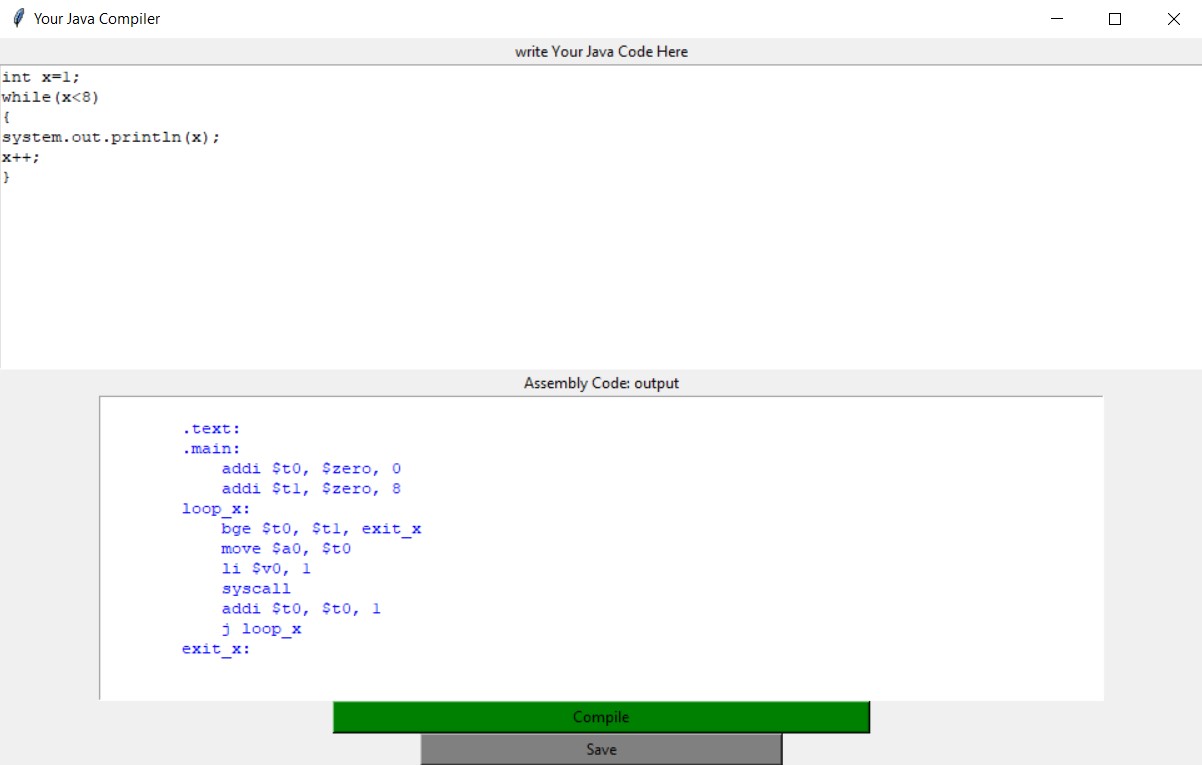 Your Java Compiler
write Your Java Code Here
int x=1;
while(x<8)
{
system.out.println(x);
x++;
}
Assembly Code: output
.text:
.main:
addi $t0, $zero, 0
addi $t1, $zero, 8
loop_x:
bge $t0, $t1, exit_x
move $a0, $t0
li $v0, 1
syscall
addi $t0, $t0, 1
j loop_x
exit_x:
Compile
Save